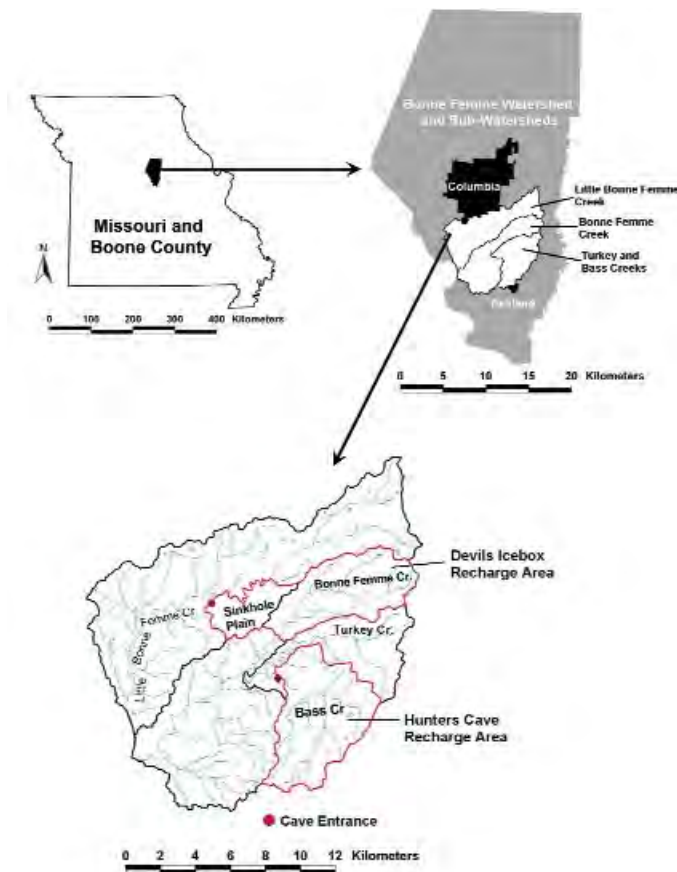 Bonne Femme Watershed
and Sub-Watersheds
Columbia
Little Bonne Femme
Creek
Bonne Femme
Creek
Turkey and
Bass Creeks
Ashland
Missouri and
Boone County
N
0 100 200 300 400 Kilometers
0 5 10 15 20 Kilometers
Devils Icebox
Recharge Area
Bonne Femme Cr.
Sinkhole
Plain
Little Bonne Femme Cr.
Turkey Cr.
Bass Cr
Hunters Cave
Recharge Area
Cave Entrance
0 2 4 6 8 10 12
Kilometers